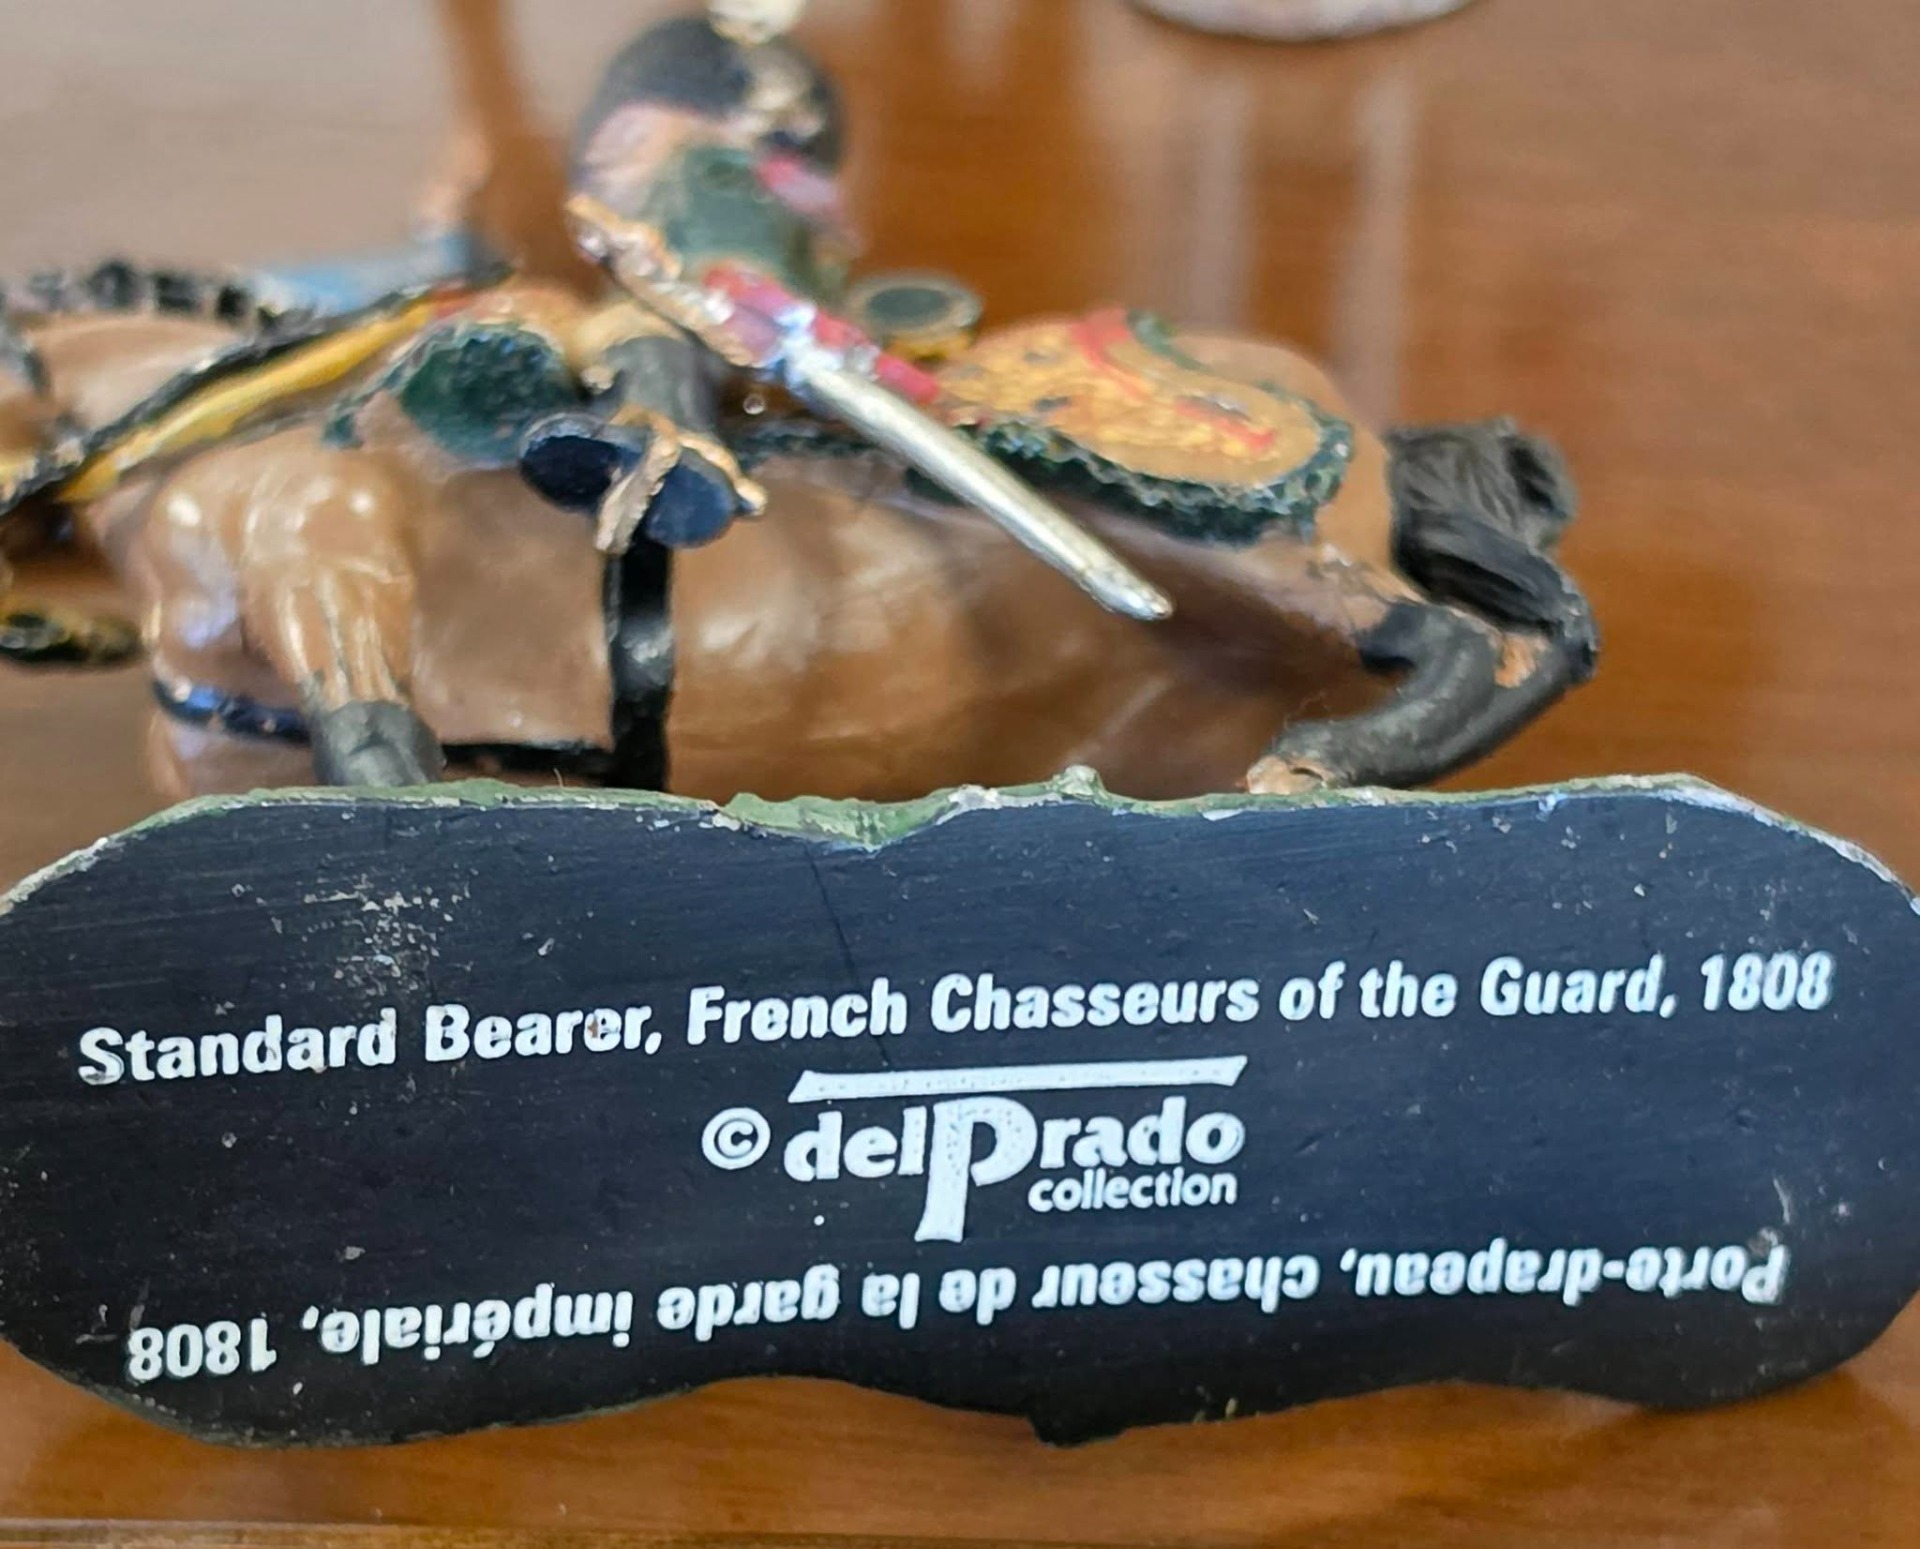 Standard Bearer, French Chasseurs of the Guard, 1808
© delPrado
collection
Porte-drapeau, chasseur de la garde impériale, 1808